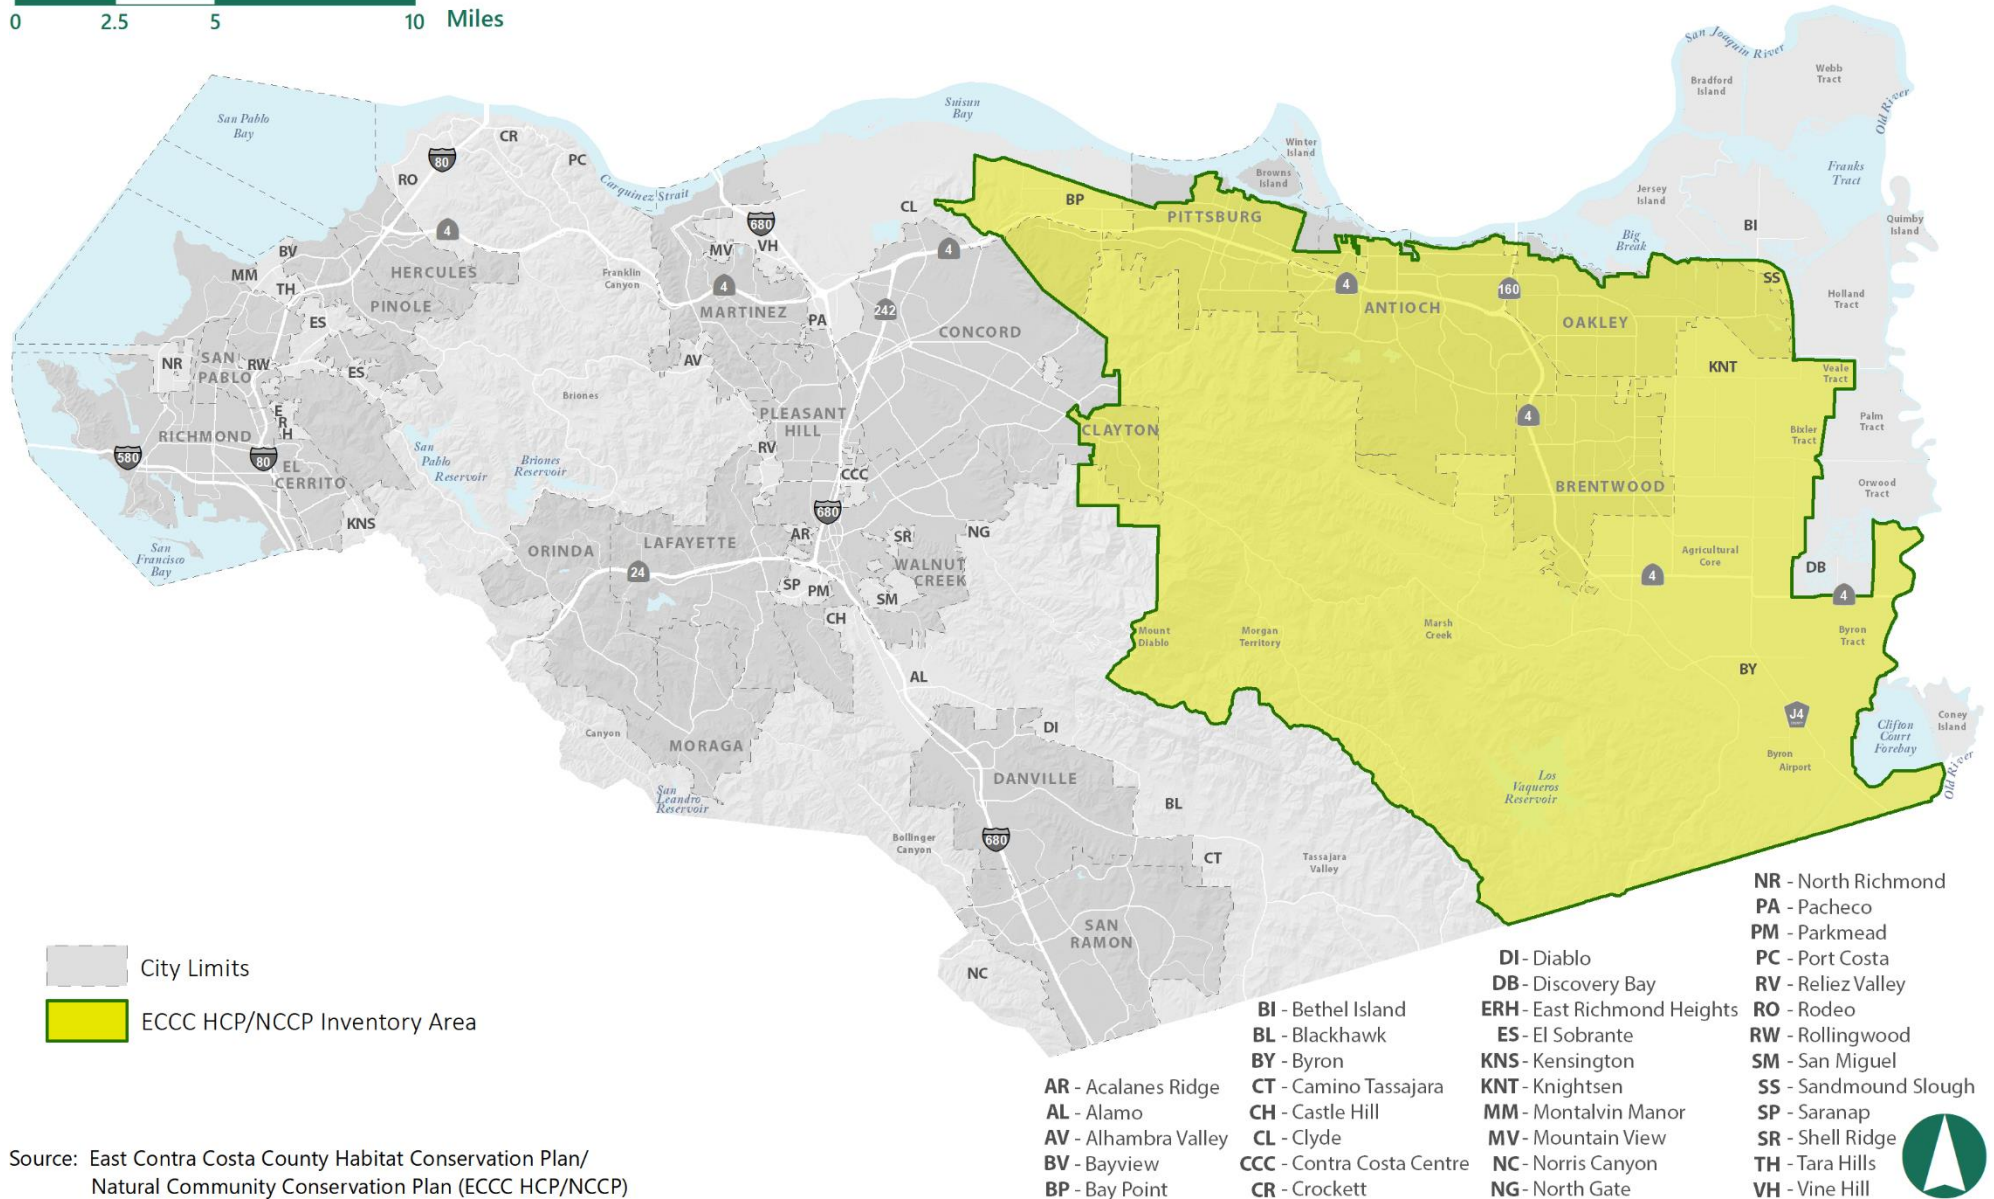 0 2.5 5 10 Miles
San Joaquin River
Webb
Tract
Bradford
Island
Old River
San Pablo
Bay
Suisun
Bay
CR
80
PC
RO
Carquinez Strait
Winter
Island
Browns
Island
Franks
Tract
Jersey
Island
Quimby
Island
BI
Big
Break
BP
CL
PITTSBURG
680
VH
MV
4
4
BV
MM
TH
HERCULES
PINOLE
Franklin
Canyon
4
MARTINEZ
PA
242
CONCORD
ES
4
ANTIOCH
160
OAKLEY
SS
Holland
Tract
NR
SAN
PABLO
RW
ES
AV
KNT
Veale
Tract
Briones
PLEASANT
HILL
CLAYTON
4
Bixler
Tract
Palm
Tract
E
R
H
RICHMOND
580
80
EL
CERRITO
San
Pablo
Reservoir
Briones
Reservoir
RV
CCC
BRENTWOOD
Orwood
Tract
680
KNS
San
Francisco
Bay
ORINDA
LAFAYETTE
24
AR
SR
NG
WALNUT
CREEK
SP
PM
SM
CH
Agricultural
Core
4
DB
4
Mount
Diablo
Morgan
Territory
Marsh
Creek
Byron
Tract
AL
BY
J4
Clifton
Court
Forebay
Coney
Island
Old River
Canyon
MORAGA
DI
DANVILLE
Byron
Airport
Los
Vaqueros
Reservoir
San
Leandro
Reservoir
BL
Bollinger
Canyon
680
CT
Tassajara
Valley
SAN
RAMON
NC
City Limits
ECCC HCP/NCCP Inventory Area
AR - Acalanes Ridge
AL - Alamo
AV - Alhambra Valley
BV - Bayview
BP - Bay Point
BI - Bethel Island
BL - Blackhawk
BY - Byron
CT - Camino Tassajara
CH - Castle Hill
CL - Clyde
CCC - Contra Costa Centre
CR - Crockett
DI - Diablo
DB - Discovery Bay
ERH - East Richmond Heights
ES - El Sobrante
KNS - Kensington
KNT - Knightsen
MM - Montalvin Manor
MV - Mountain View
NC - Norris Canyon
NG - North Gate
NR - North Richmond
PA - Pacheco
PM - Parkmead
PC - Port Costa
RV - Reliez Valley
RO - Rodeo
RW - Rollingwood
SM - San Miguel
SS - Sandmound Slough
SP - Saranap
SR - Shell Ridge
TH - Tara Hills
VH - Vine Hill
Source: East Contra Costa County Habitat Conservation Plan/
Natural Community Conservation Plan (ECCC HCP/NCCP)